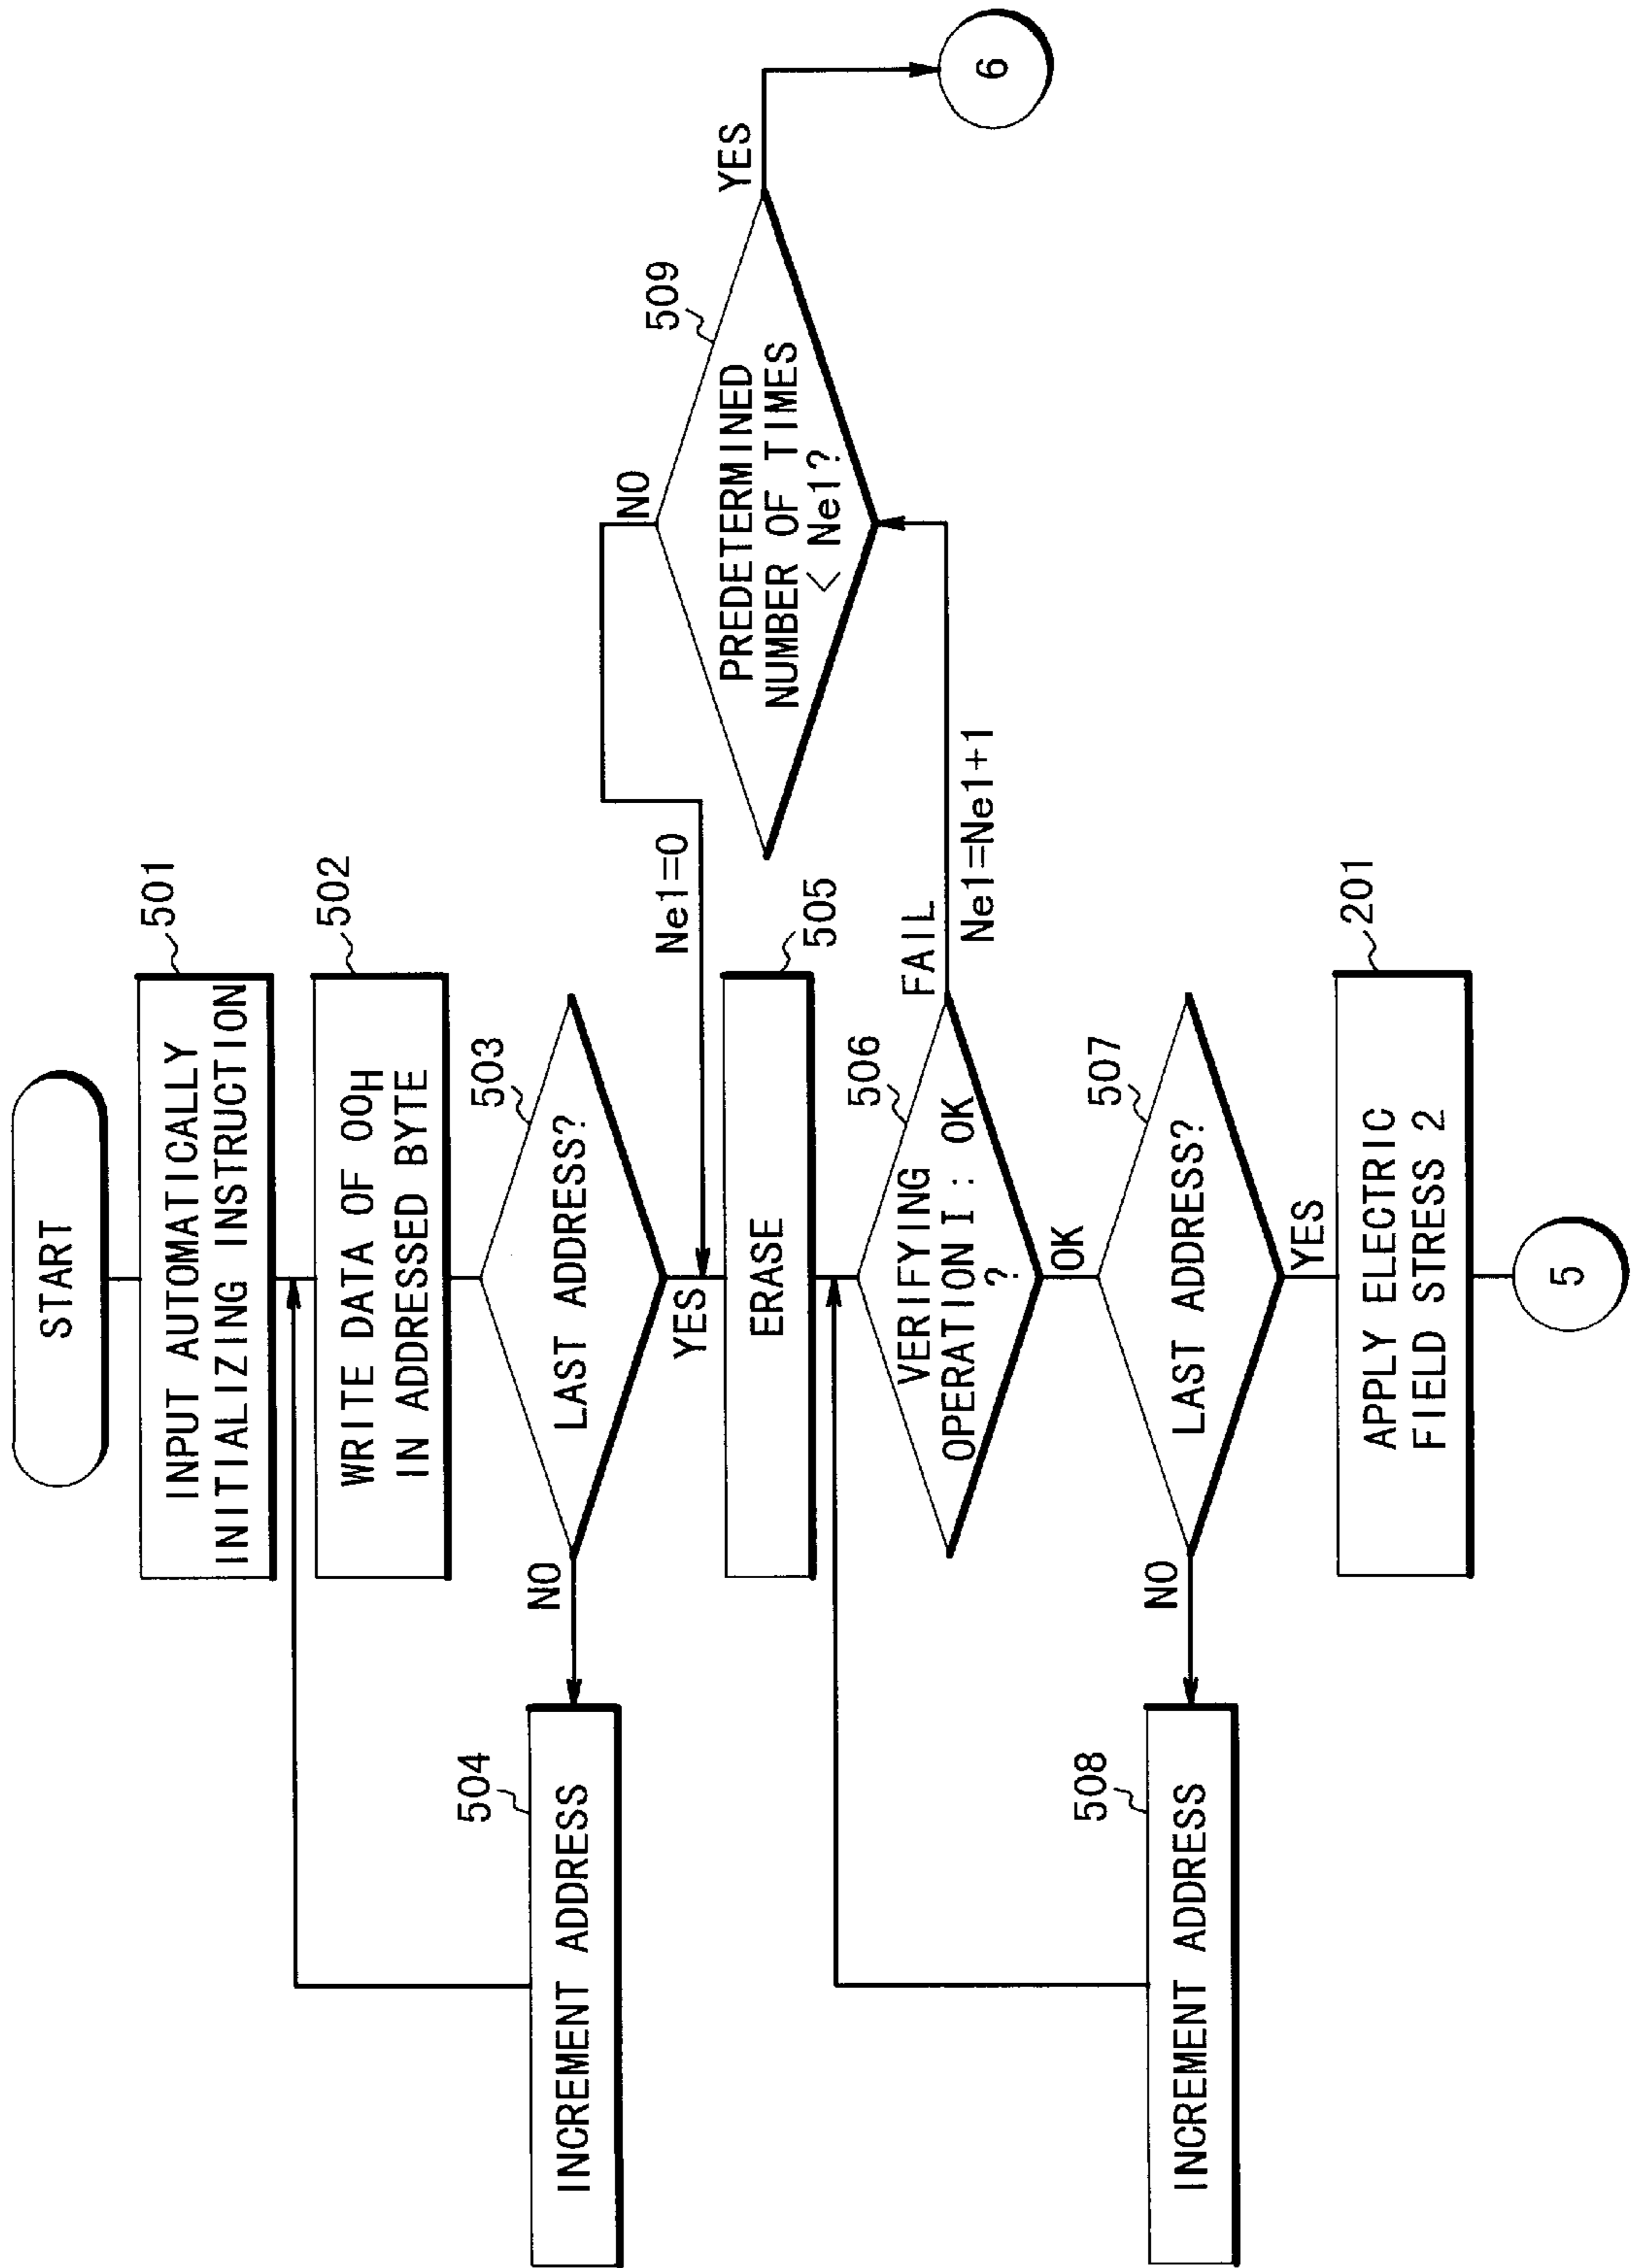 START
501
INPUT AUTOMATICALLY
INITIALIZING INSTRUCTION
502
WRITE DATA OF 00H
IN ADDRESSED BYTE
503
LAST ADDRESS?
NO
504
INCREMENT ADDRESS
YES
Ne1=0
505
ERASE
506
VERIFYING
OPERATION I: OK
?
FAIL
Ne1=Ne1+1
509
PREDETERMINED
NUMBER OF TIMES
< Ne1?
NO
YES
6
OK
507
LAST ADDRESS?
NO
508
INCREMENT ADDRESS
YES
201
APPLY ELECTRIC
FIELD STRESS 2
5